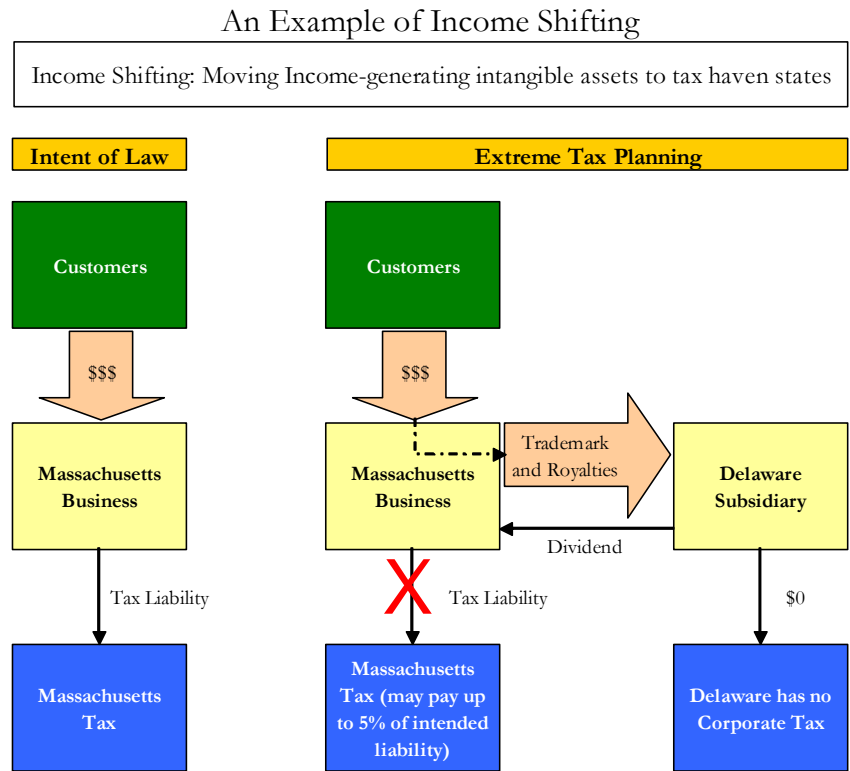 An Example of Income Shifting
Income Shifting: Moving Income-generating intangible assets to tax haven states
Intent of Law
Extreme Tax Planning
Customers
Customers
$$$
$$$
Massachusetts
Business
Massachusetts
Business
Trademark
and Royalties
Delaware
Subsidiary
Dividend
Tax Liability
X
Tax Liability
$0
Massachusetts
Tax
Massachusetts
Tax (may pay up
to 5% of intended
liability)
Delaware has no
Corporate Tax